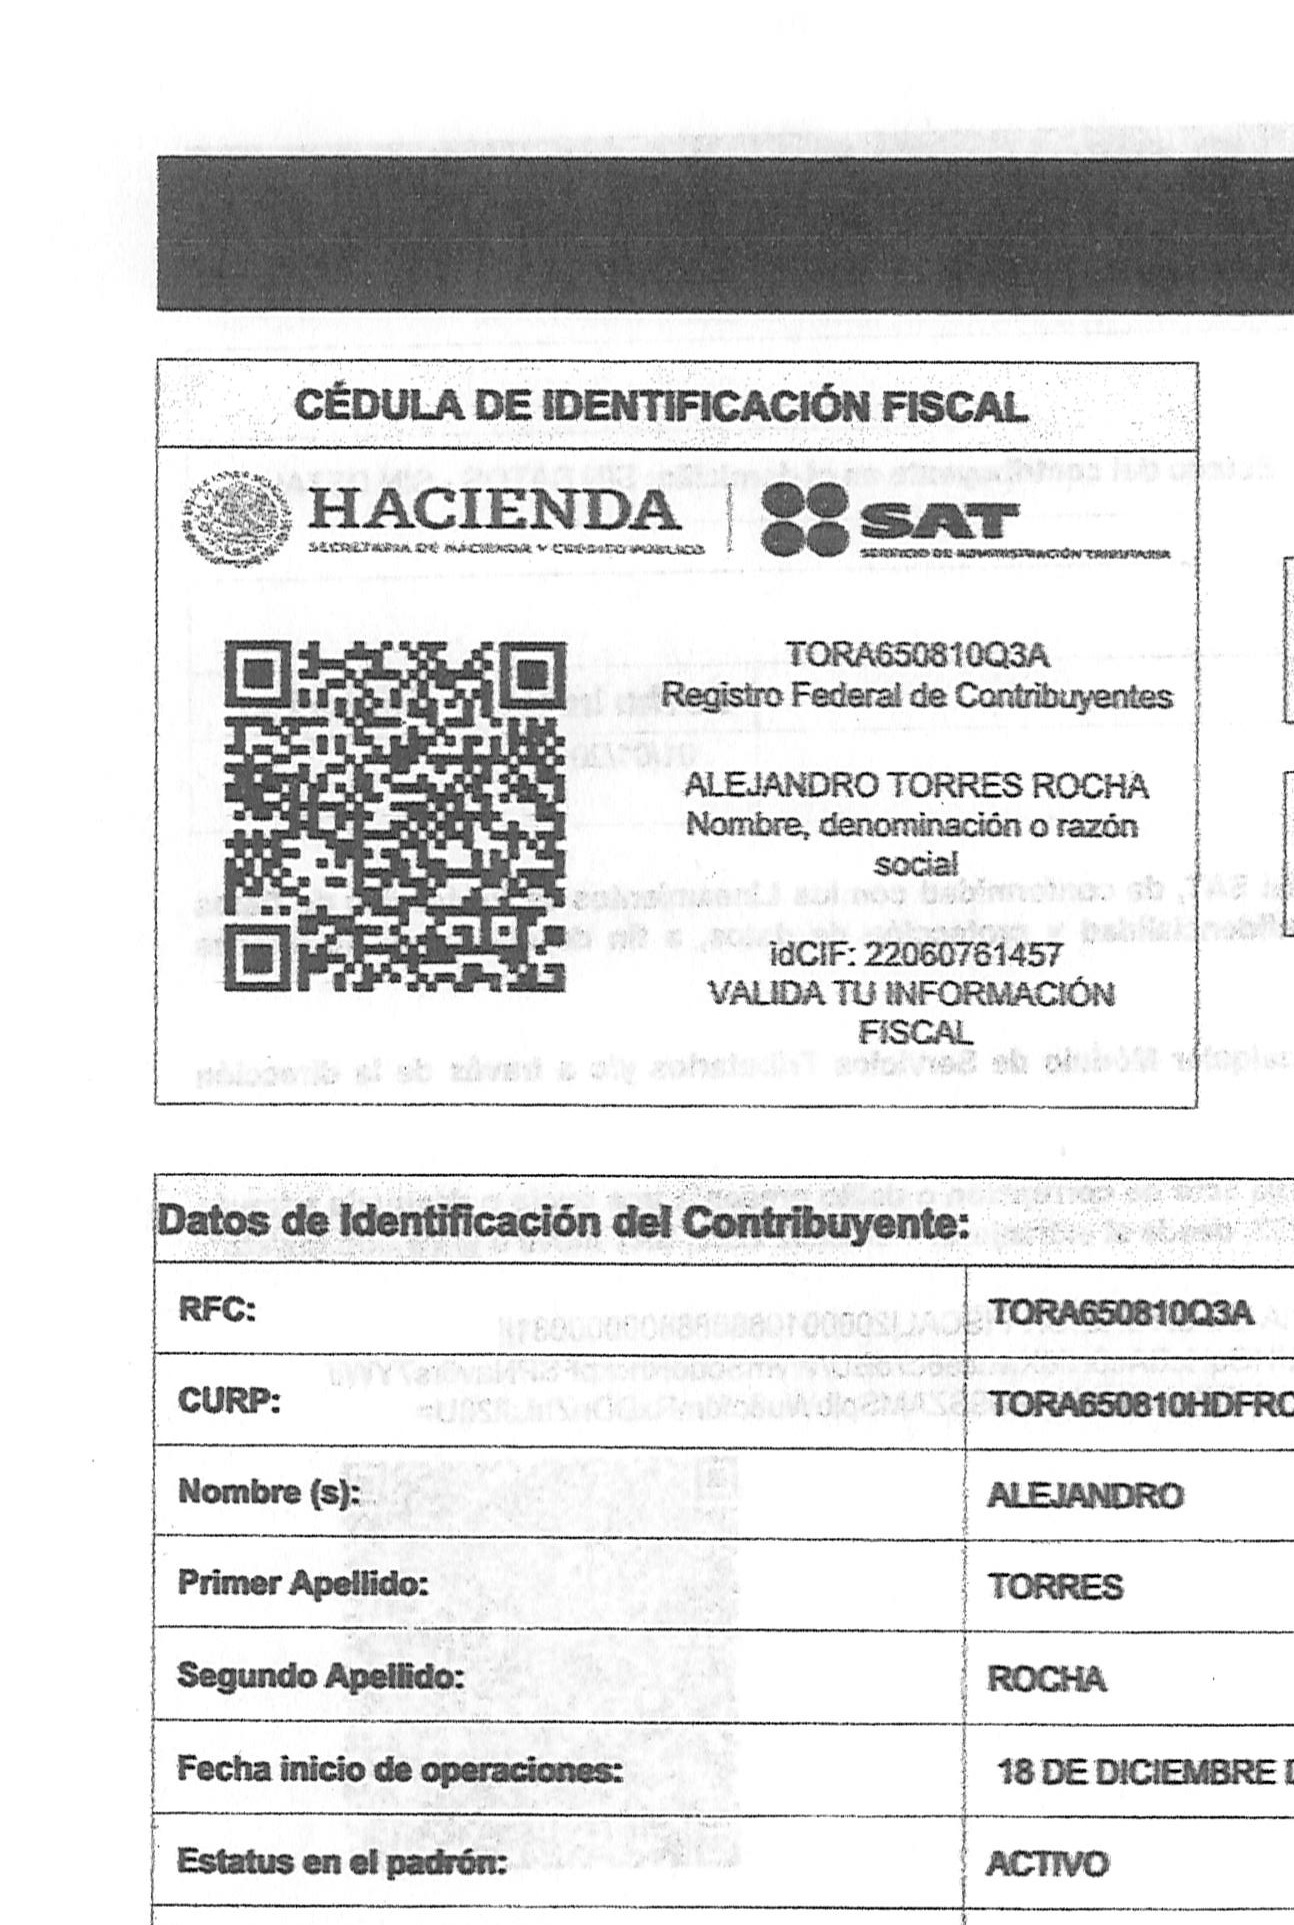 CÉDULA DE IDENTIFICACIÓN FISCAL
HACIENDA
SECRETARÍA DE HACIENDA Y CRÉDITO PÚBLICO
SAT
SERVICIO DE ADMINISTRACIÓN TRIBUTARIA
TORA650810Q3A
Registro Federal de Contribuyentes
ALEJANDRO TORRES ROCHA
Nombre, denominación o razón
social
idCIF: 22060761457
VALIDA TU INFORMACIÓN
FISCAL
Datos de Identificación del Contribuyente:
RFC: TORA650810Q3A
CURP: TORA650810HDFRC
Nombre (s): ALEJANDRO
Primer Apellido: TORRES
Segundo Apellido: ROCHA
Fecha inicio de operaciones: 18 DE DICIEMBRE D
Estatus en el padrón: ACTIVO